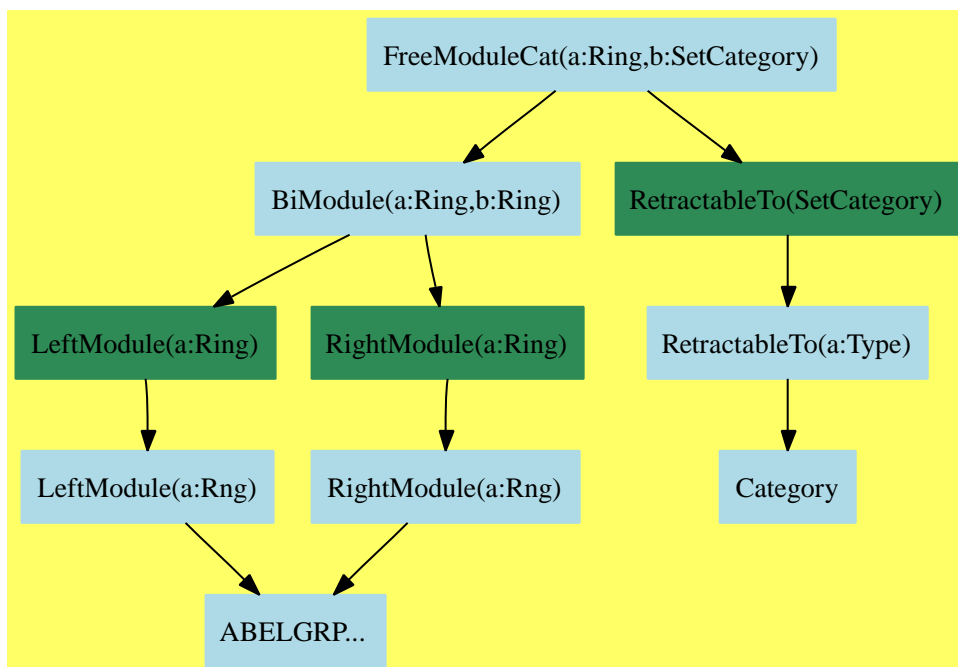 FreeModuleCat(a:Ring,b:SetCategory)
BiModule(a:Ring,b:Ring)
RetractableTo(SetCategory)
LeftModule(a:Ring)
RightModule(a:Ring)
RetractableTo(a:Type)
LeftModule(a:Rng)
RightModule(a:Rng)
Category
ABELGRP...